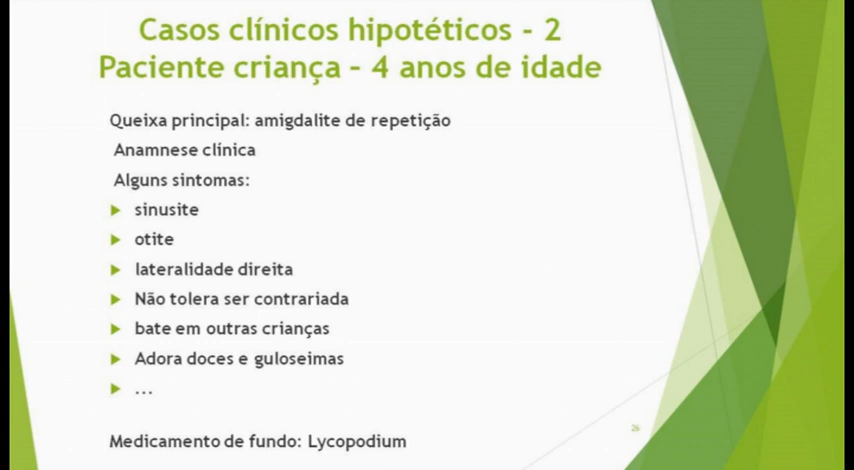 Casos clínicos hipotéticos - 2
Paciente criança - 4 anos de idade
Queixa principal: amigdalite de repetição
Anamnese clínica
Alguns sintomas:
sinusite
otite
lateralidade direita
Não tolera ser contrariada
bate em outras crianças
Adora doces e guloseimas
...
Medicamento de fundo: Lycopodium
26